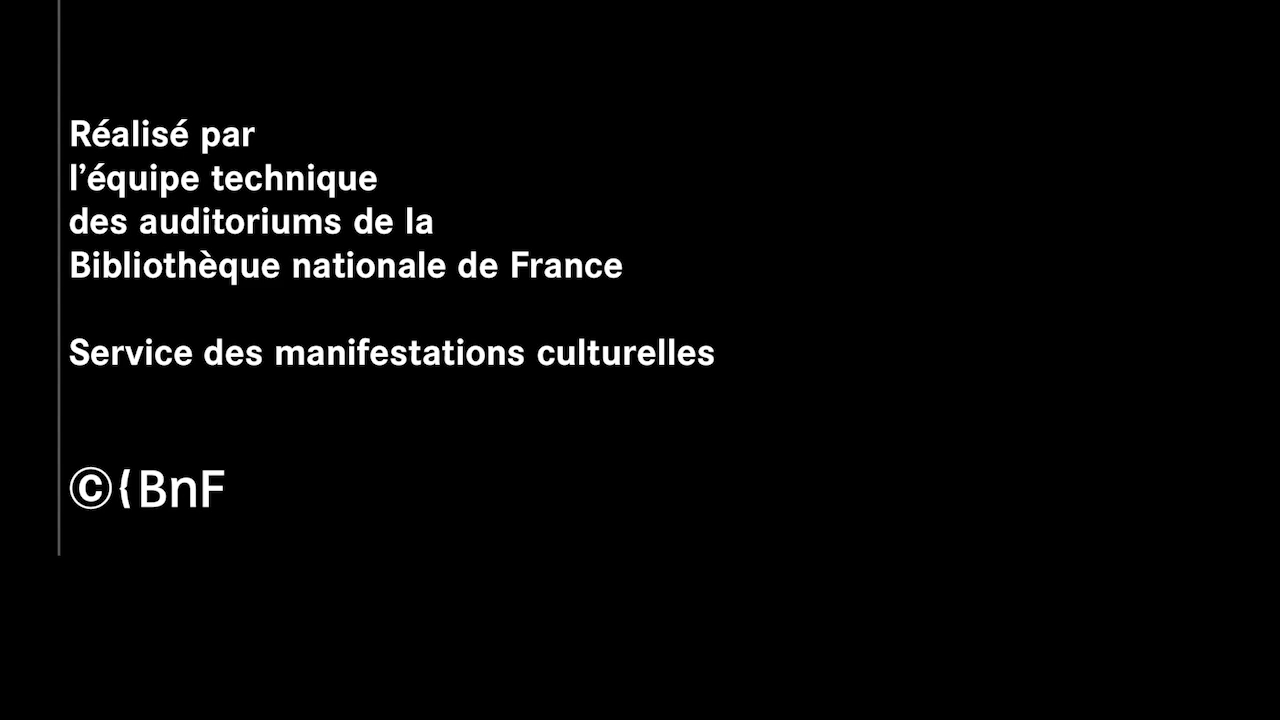 Réalisé par
l’équipe technique
des auditoriums de la
Bibliothèque nationale de France
Service des manifestations culturelles
©{BnF